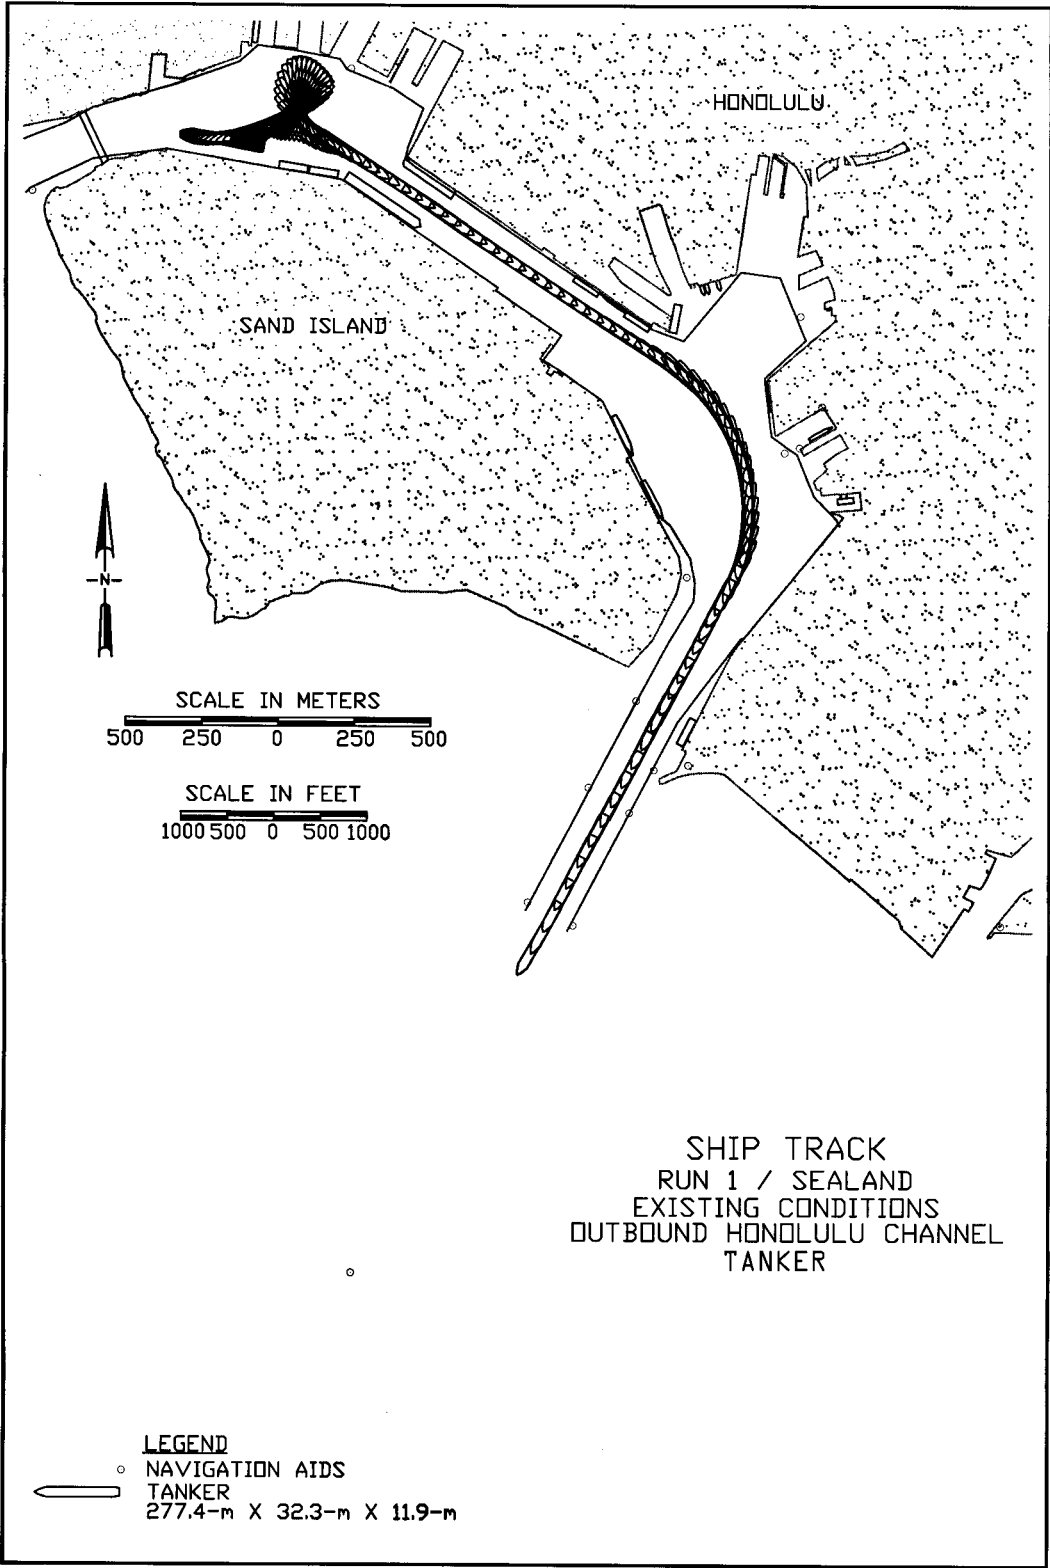 HONOLULU
SAND ISLAND
-N-
SCALE IN METERS
500 250 0 250 500
SCALE IN FEET
1000 500 0 500 1000
SHIP TRACK
RUN 1 / SEALAND
EXISTING CONDITIONS
OUTBOUND HONOLULU CHANNEL
TANKER
LEGEND
NAVIGATION AIDS
TANKER
277.4-m X 32.3-m X 11.9-m